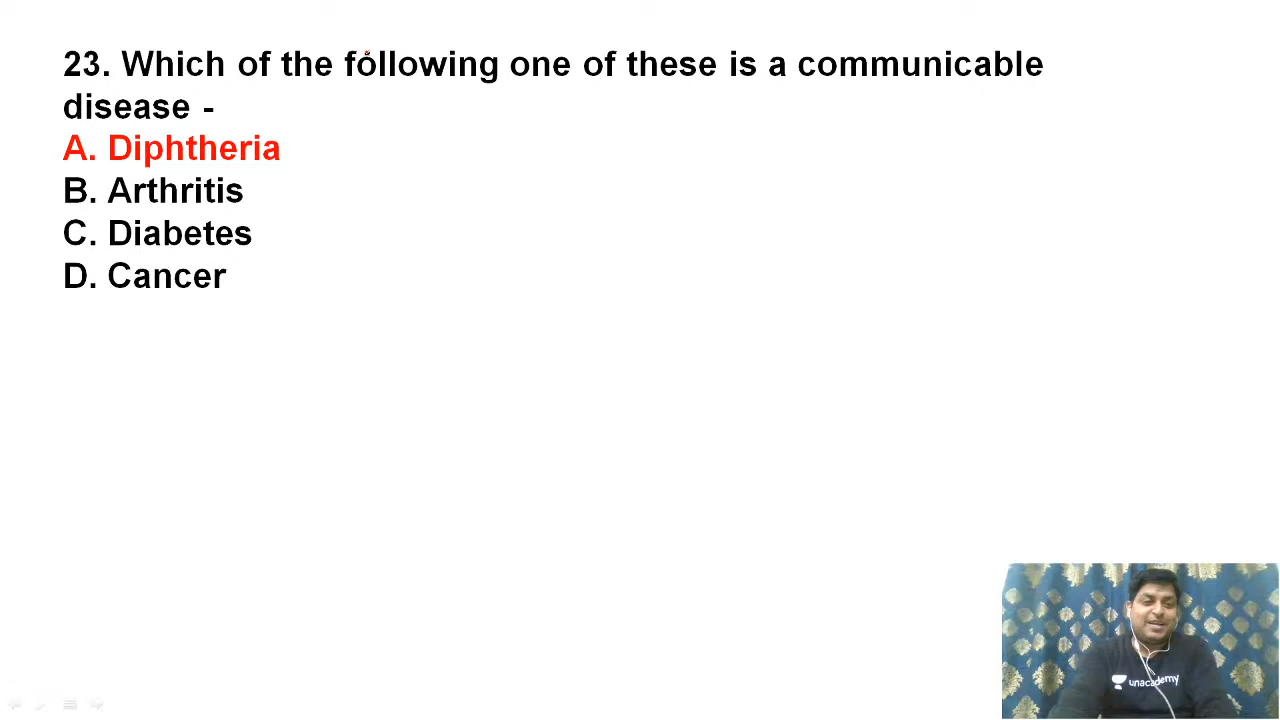 23. Which of the following one of these is a communicable
disease -
A. Diphtheria
B. Arthritis
C. Diabetes
D. Cancer
unacademy